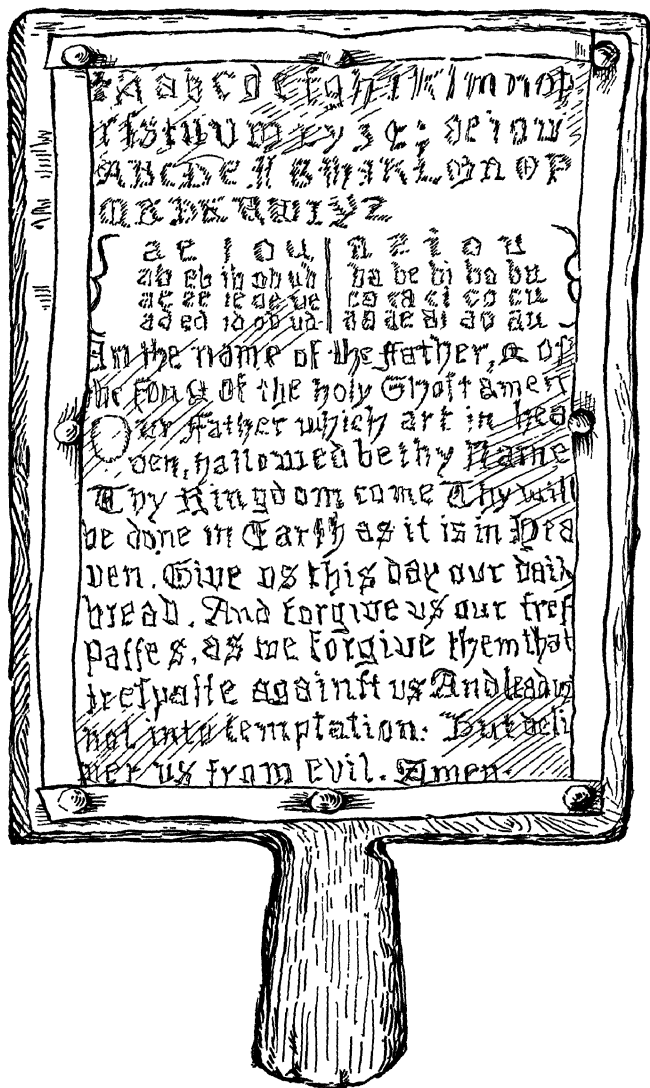 A a b c d e f g h i k l m n o p
r ſ s t u v w x y z & ; a e i o u
A B C D E F G H I K L M N O P
a e i o u a e i o u
ab eb ib ob ub ba be bi bo bu
ac ec ic oc uc ca ce ci co cu
ad ed id od ud da de di do du
In the name of the Father, & of
the Son & of the holy Ghoſt amen
Our Father which art in hea
ven, hallowed be thy Name
Thy Kingdom come Thy will
be done in Earth as it is in Hea
ven. Give us this day our daily
bread. And forgive us our treſ
paſſes. as we forgive them that
treſpaſſe againſt us And lead us
not into temptation: But deli
ver us from evil. Amen.